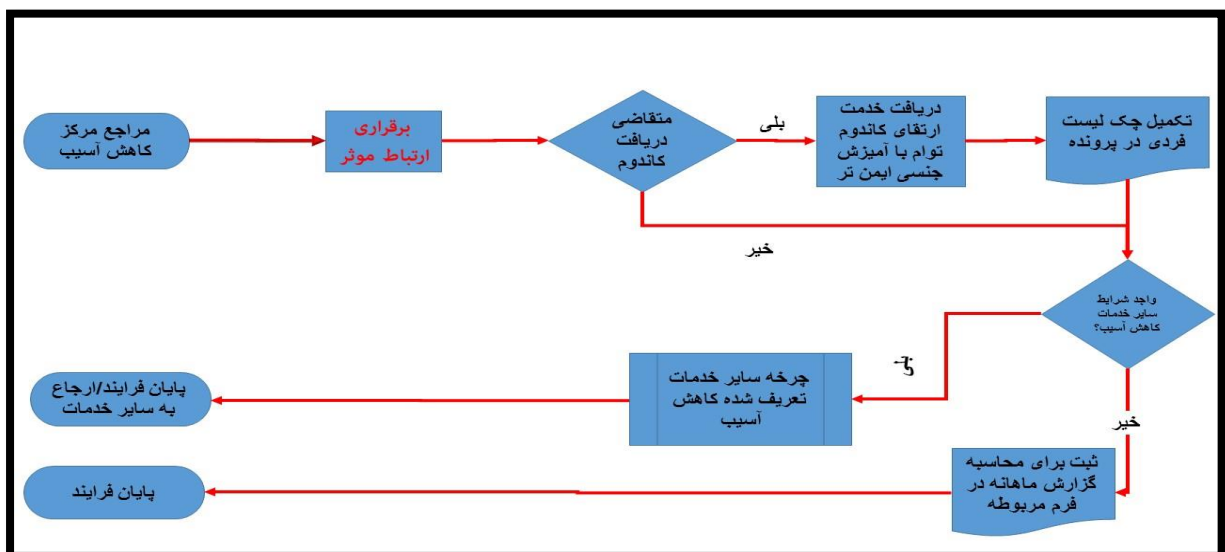 مراجع مرکز
کاهش آسیب
برقراری
ارتباط موثر
متقاضی
دریافت
کاندوم
بلی
دریافت خدمت
ارتقای کاندوم
توام با آمیزش
جنسی ایمن تر
تکمیل چک لیست
فردی در پرونده
خیر
واجد شرایط
سایر خدمات
کاهش آسیب؟
بلی
چرخه سایر خدمات
تعریف شده کاهش
آسیب
پایان فرایند/ارجاع
به سایر خدمات
خیر
ثبت برای محاسبه
گزارش ماهانه در
فرم مربوطه
پایان فرایند